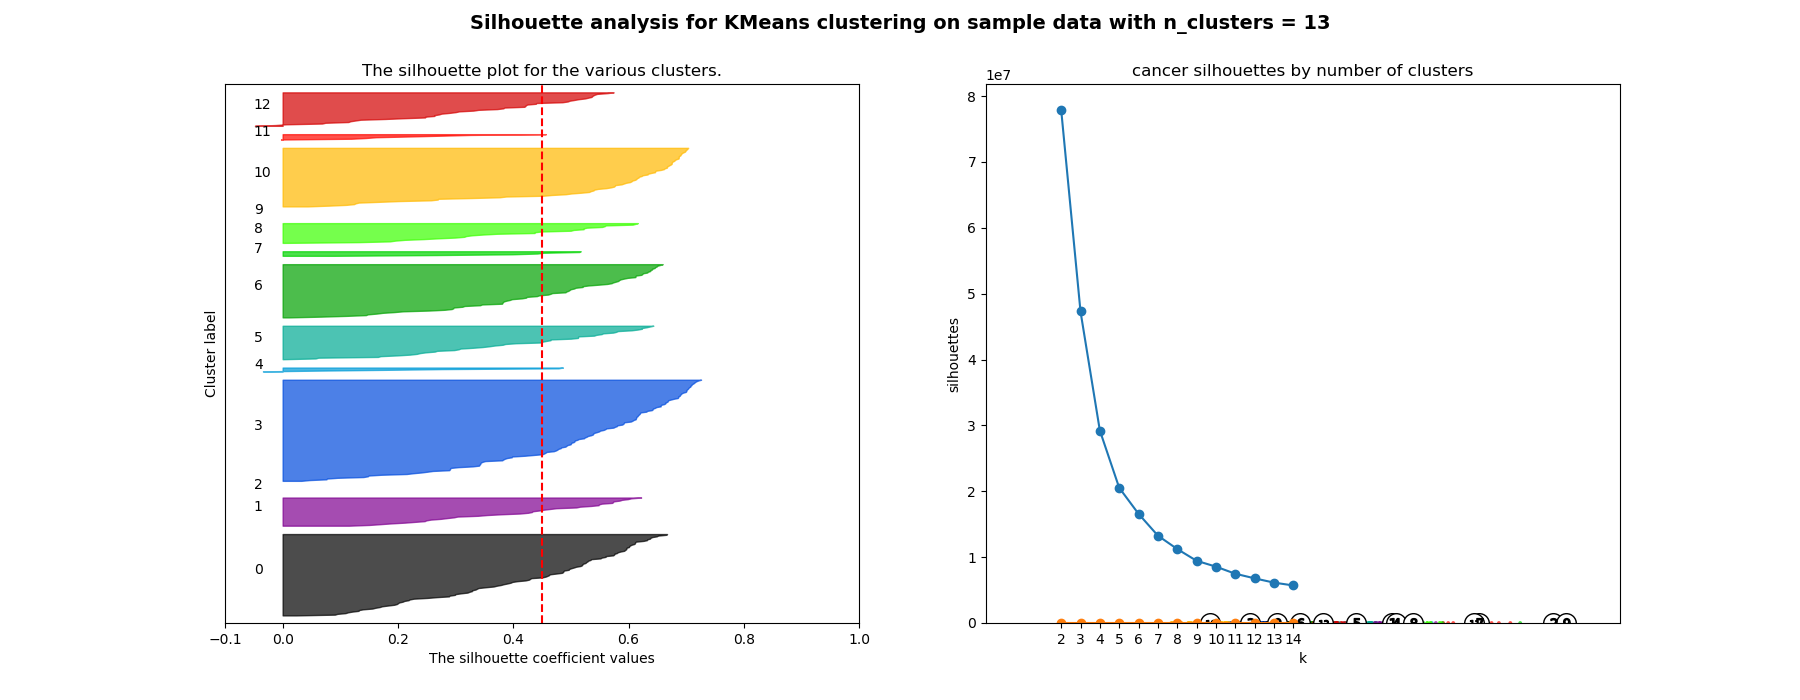 Silhouette analysis for KMeans clustering on sample data with n_clusters = 13
The silhouette plot for the various clusters.
12
11
10
9
8
7
6
5
4
3
2
1
0
Cluster label
−0.1 0.0 0.2 0.4 0.6 0.8 1.0
The silhouette coefficient values
cancer silhouettes by number of clusters
1e7
8
7
6
5
4
3
2
1
0
silhouettes
2 3 4 5 6 7 8 9 10 11 12 13 14
k